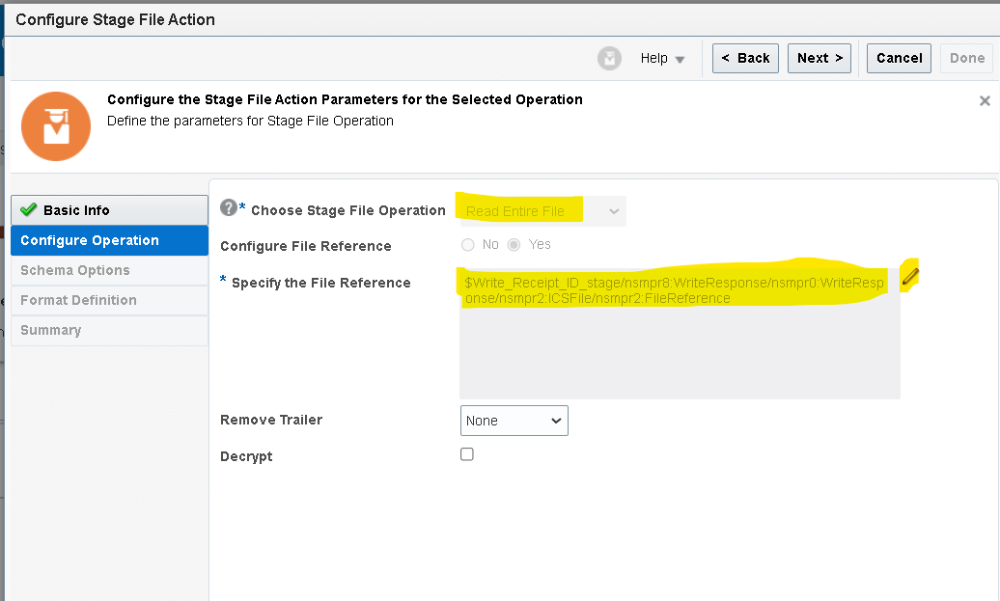 Configure Stage File Action
Help
< Back
Next >
Cancel
Done
Configure the Stage File Action Parameters for the Selected Operation
Define the parameters for Stage File Operation
Basic Info
Configure Operation
Schema Options
Format Definition
Summary
? * Choose Stage File Operation Read Entire File
Configure File Reference No Yes
* Specify the File Reference $Write_Receipt_ID_stage/nsmpr8:WriteResponse/nsmpr0:WriteResp
onse/nsmpr2:ICSFile/nsmpr2:FileReference
Remove Trailer None
Decrypt